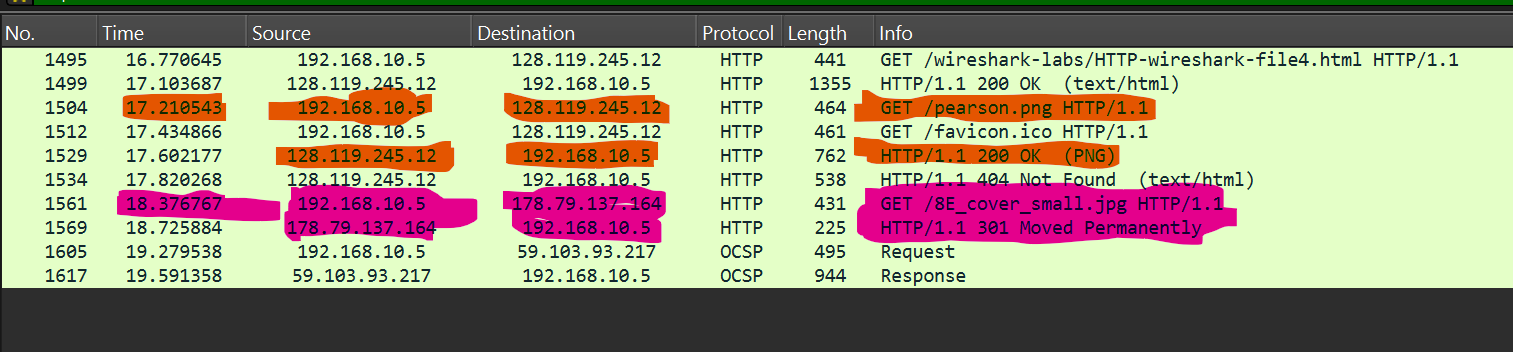 No. Time Source Destination Protocol Length Info
1495 16.770645 192.168.10.5 128.119.245.12 HTTP 441 GET /wireshark-labs/HTTP-wireshark-file4.html HTTP/1.1
1499 17.103687 128.119.245.12 192.168.10.5 HTTP 1355 HTTP/1.1 200 OK (text/html)
1504 17.210543 192.168.10.5 128.119.245.12 HTTP 464 GET /pearson.png HTTP/1.1
1512 17.434866 192.168.10.5 128.119.245.12 HTTP 461 GET /favicon.ico HTTP/1.1
1529 17.602177 128.119.245.12 192.168.10.5 HTTP 762 HTTP/1.1 200 OK (PNG)
1534 17.820268 128.119.245.12 192.168.10.5 HTTP 538 HTTP/1.1 404 Not Found (text/html)
1561 18.376767 192.168.10.5 178.79.137.164 HTTP 431 GET /8E_cover_small.jpg HTTP/1.1
1569 18.725884 178.79.137.164 192.168.10.5 HTTP 225 HTTP/1.1 301 Moved Permanently
1605 19.279538 192.168.10.5 59.103.93.217 OCSP 495 Request
1617 19.591358 59.103.93.217 192.168.10.5 OCSP 944 Response